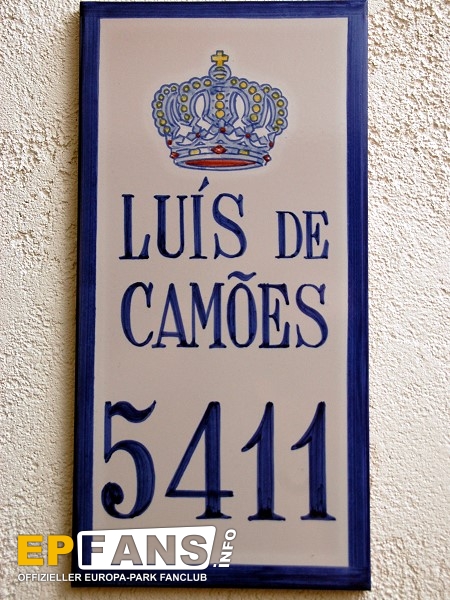 LUÍS DE
CAMÕES
5411
EPFANS.iNFO
OFFIZIELLER EUROPA-PARK FANCLUB